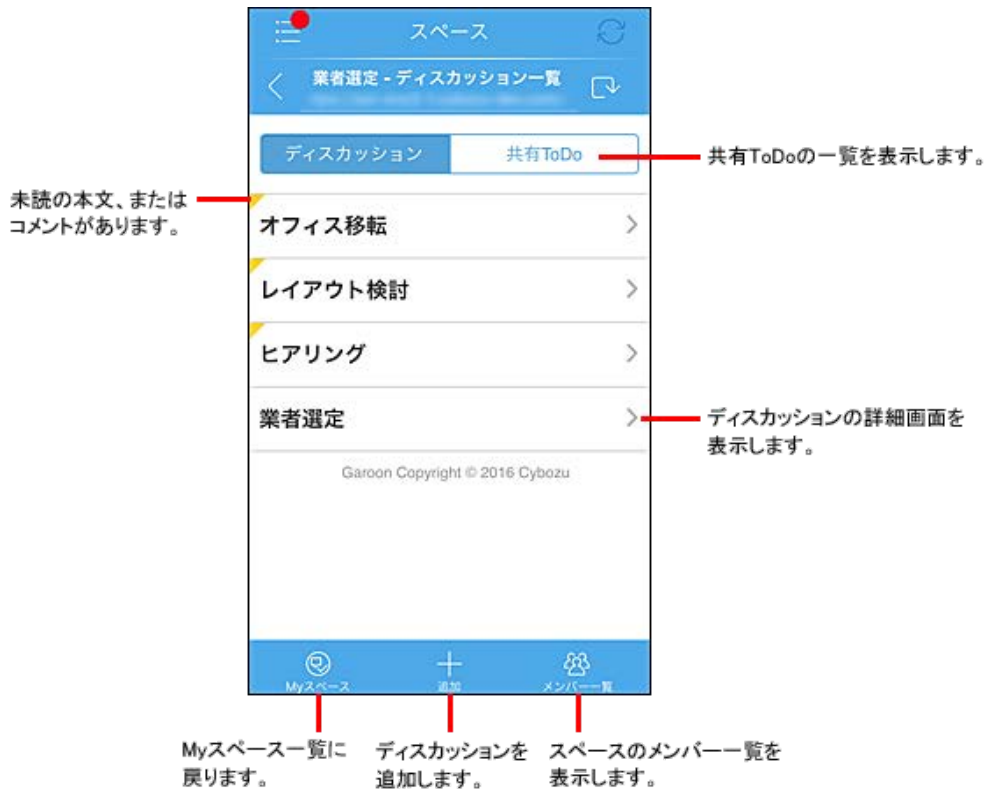 スペース
業者選定 - ディスカッション一覧
ディスカッション
共有ToDo
共有ToDoの一覧を表示します。
未読の本文、または
コメントがあります。
オフィス移転
レイアウト検討
ヒアリング
業者選定
ディスカッションの詳細画面を
表示します。
Garoon Copyright © 2016 Cybozu
Myスペース
追加
メンバー一覧
Myスペース一覧に
戻ります。
ディスカッションを
追加します。
スペースのメンバー一覧を
表示します。